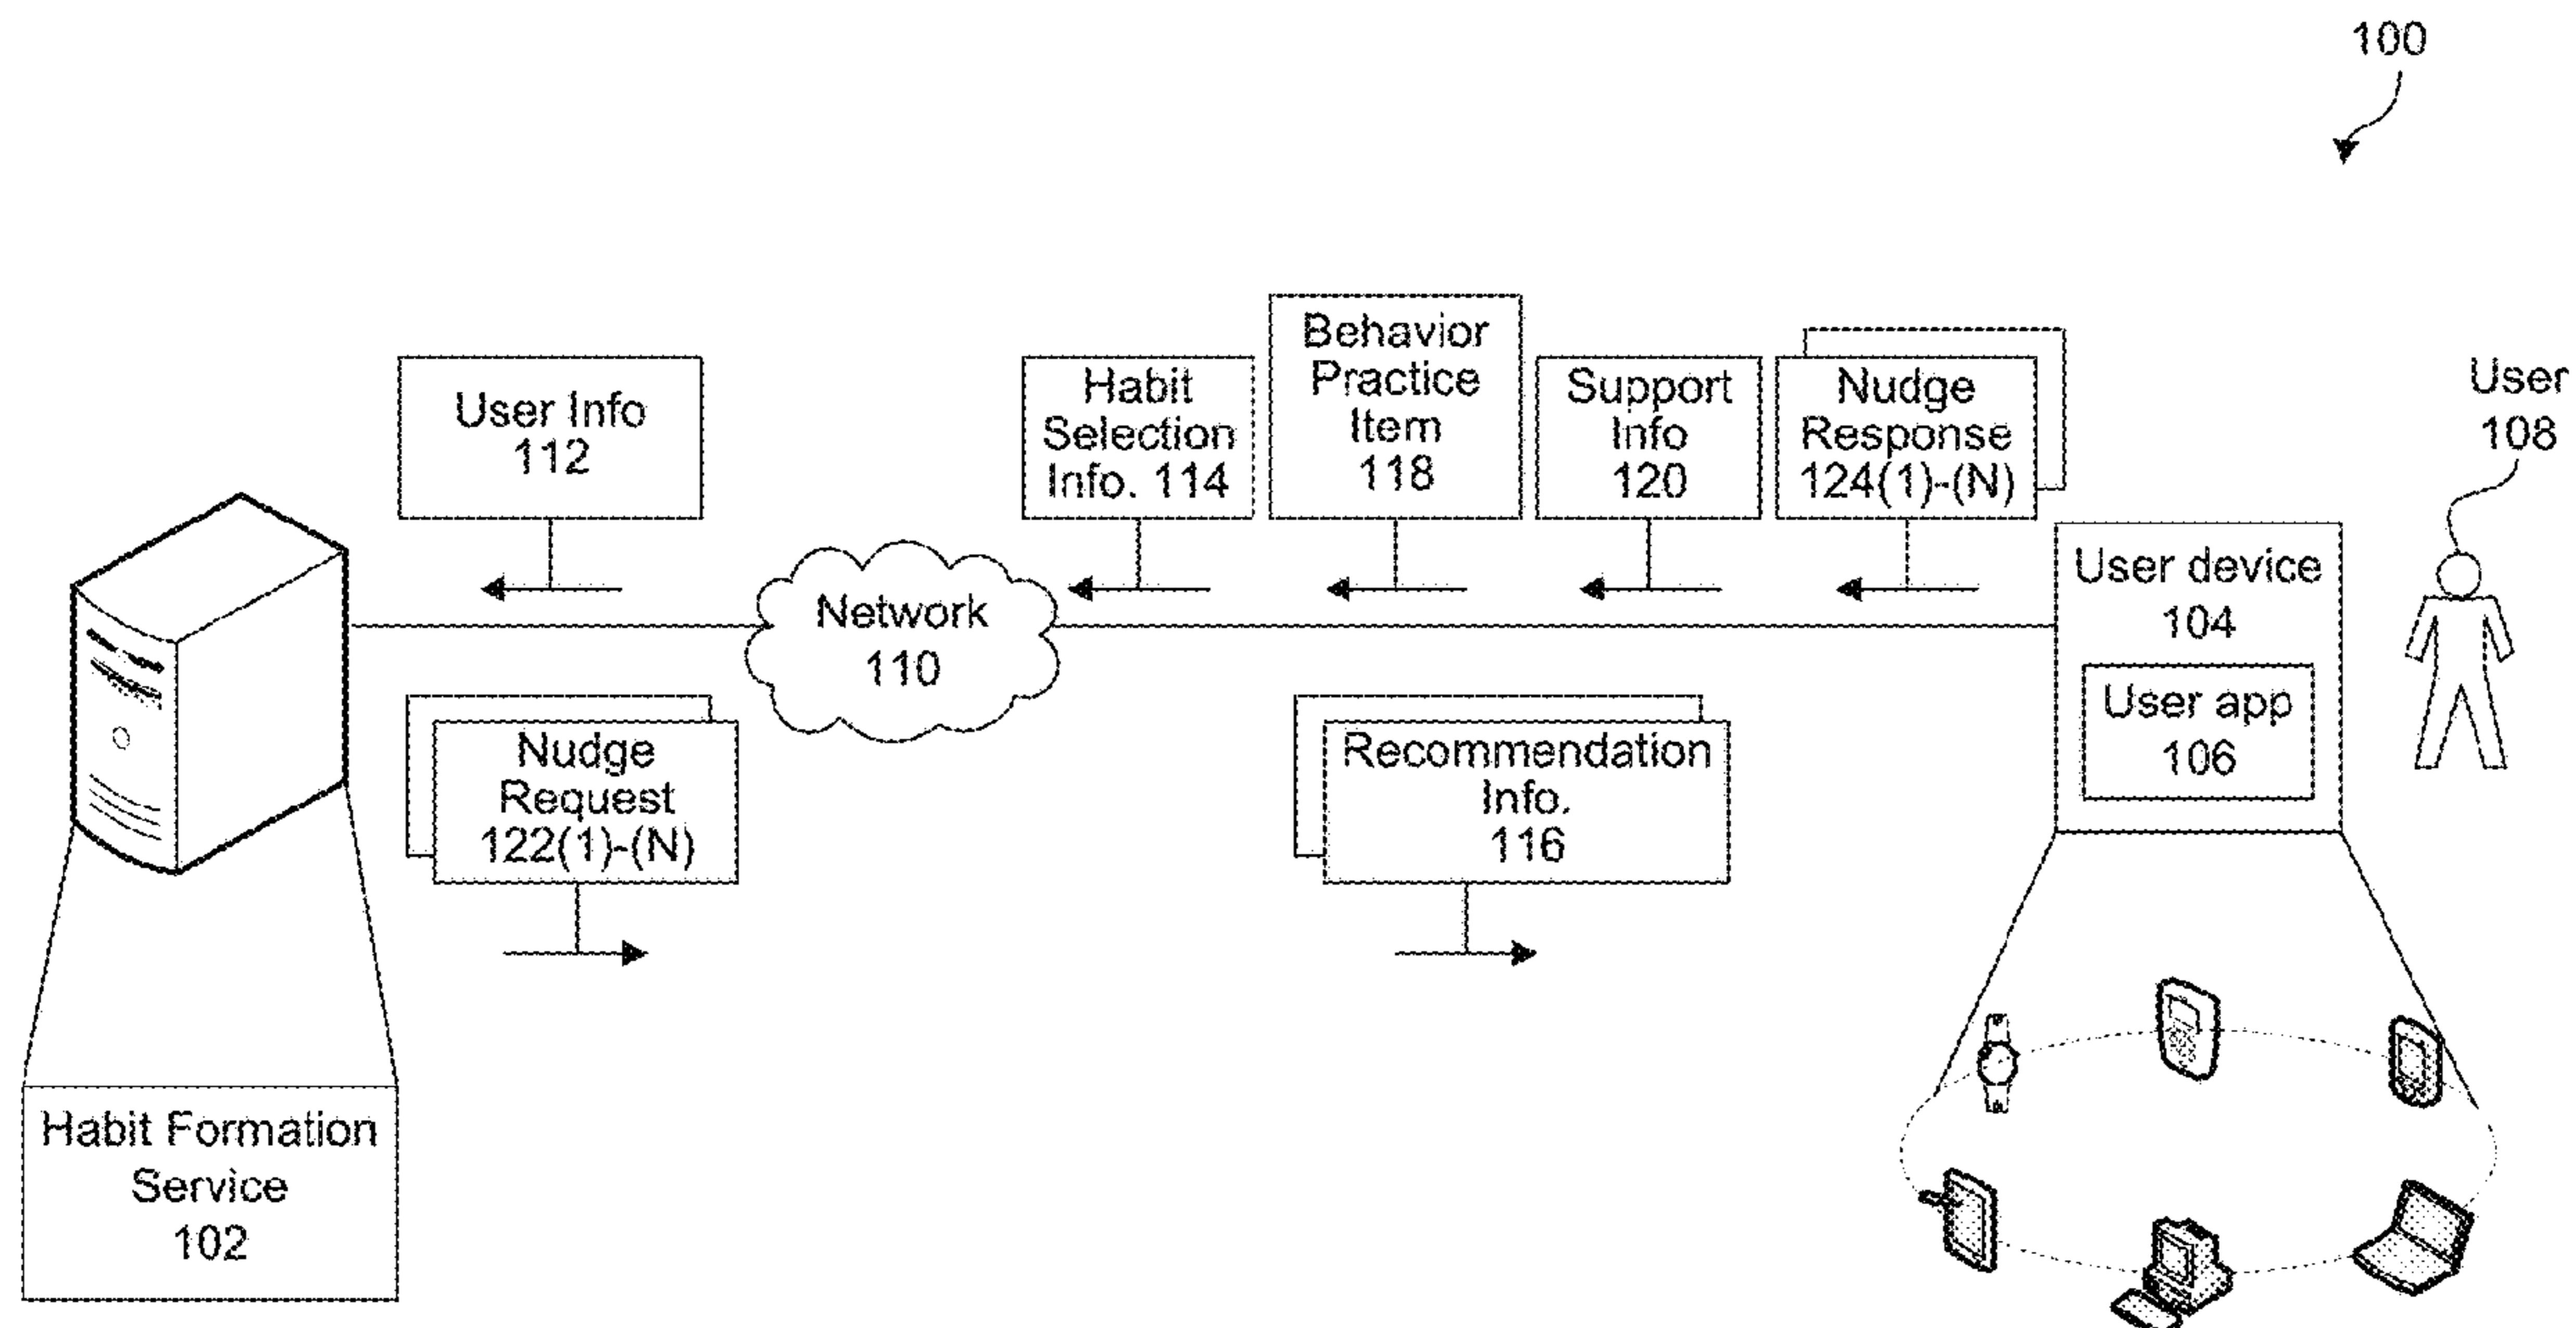 100
User Info
112
Habit
Selection
Info. 114
Behavior
Practice
Item
118
Support
Info
120
Nudge
Response
124(1)-(N)
User
108
Network
110
User device
104
User app
106
Nudge
Request
122(1)-(N)
Recommendation
Info.
116
Habit Formation
Service
102